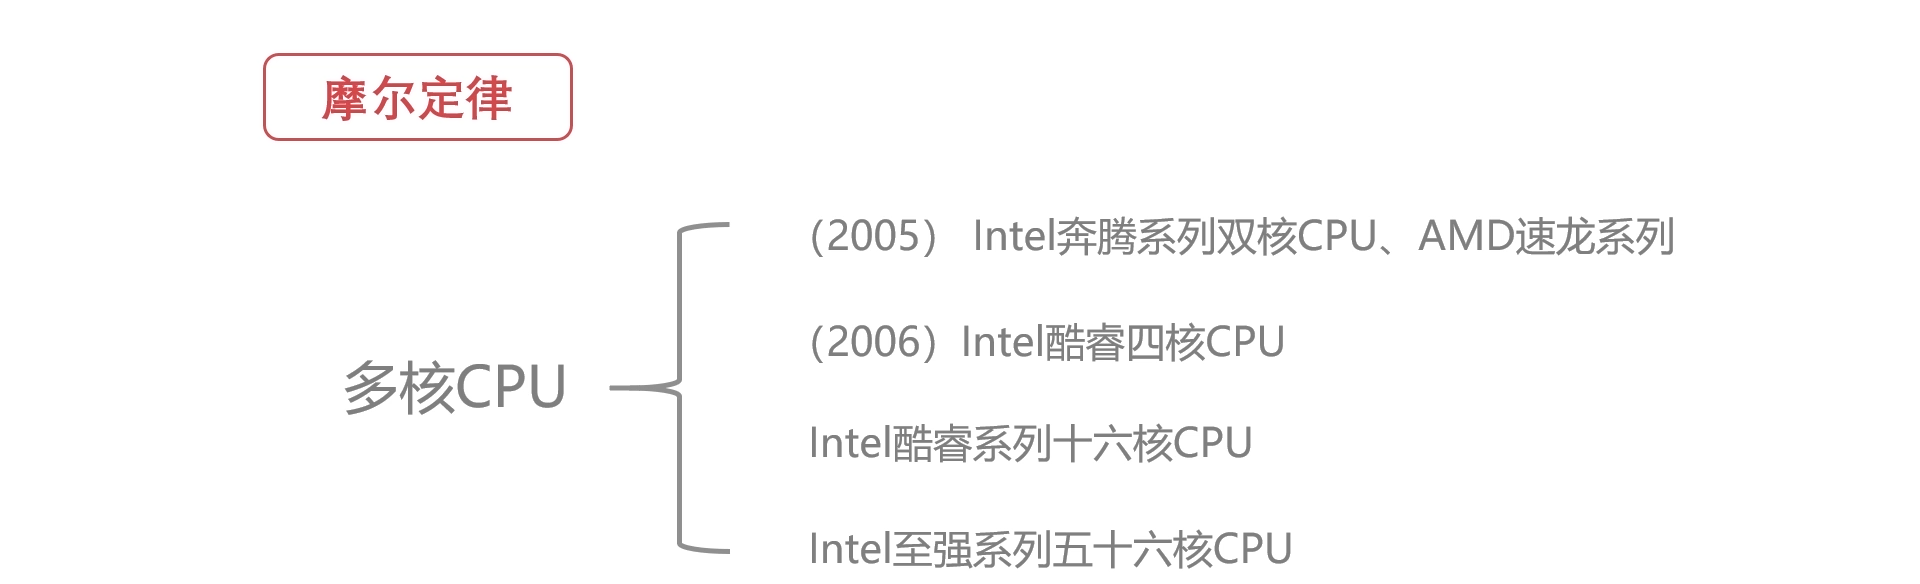 摩尔定律
（2005） Intel奔腾系列双核CPU、AMD速龙系列
（2006）Intel酷睿四核CPU
多核CPU
Intel酷睿系列十六核CPU
Intel至强系列五十六核CPU